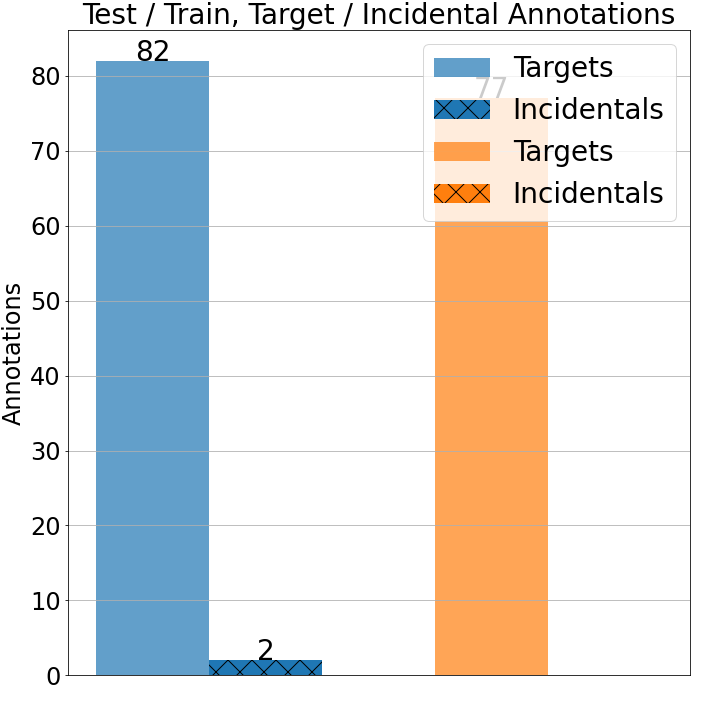 Test / Train, Target / Incidental Annotations
82
77
2
Targets
Incidentals
Targets
Incidentals
Annotations
80
70
60
50
40
30
20
10
0